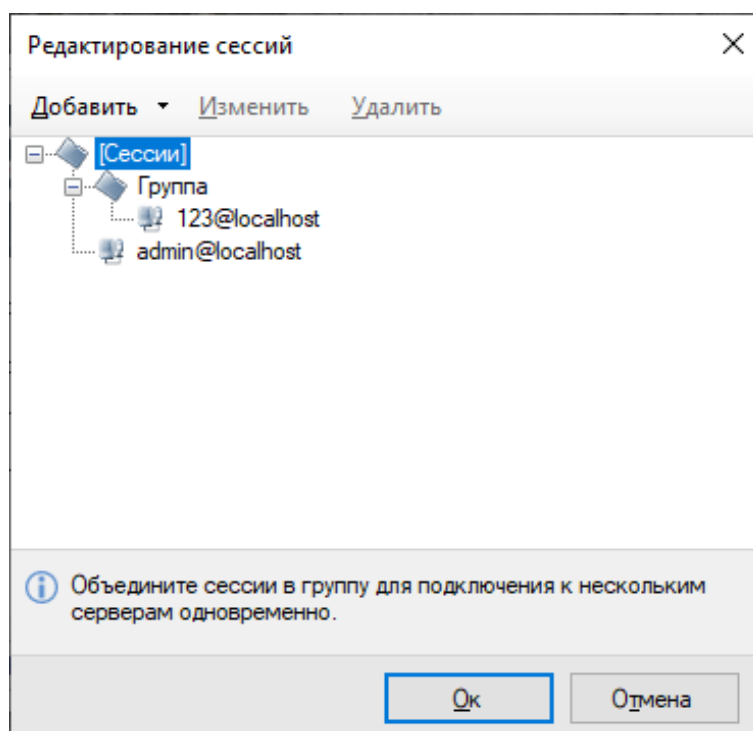 Редактирование сессий
Добавить Изменить Удалить
[Сессии]
Группа
123@localhost
admin@localhost
Объедините сессии в группу для подключения к нескольким
серверам одновременно.
Ок Отмена